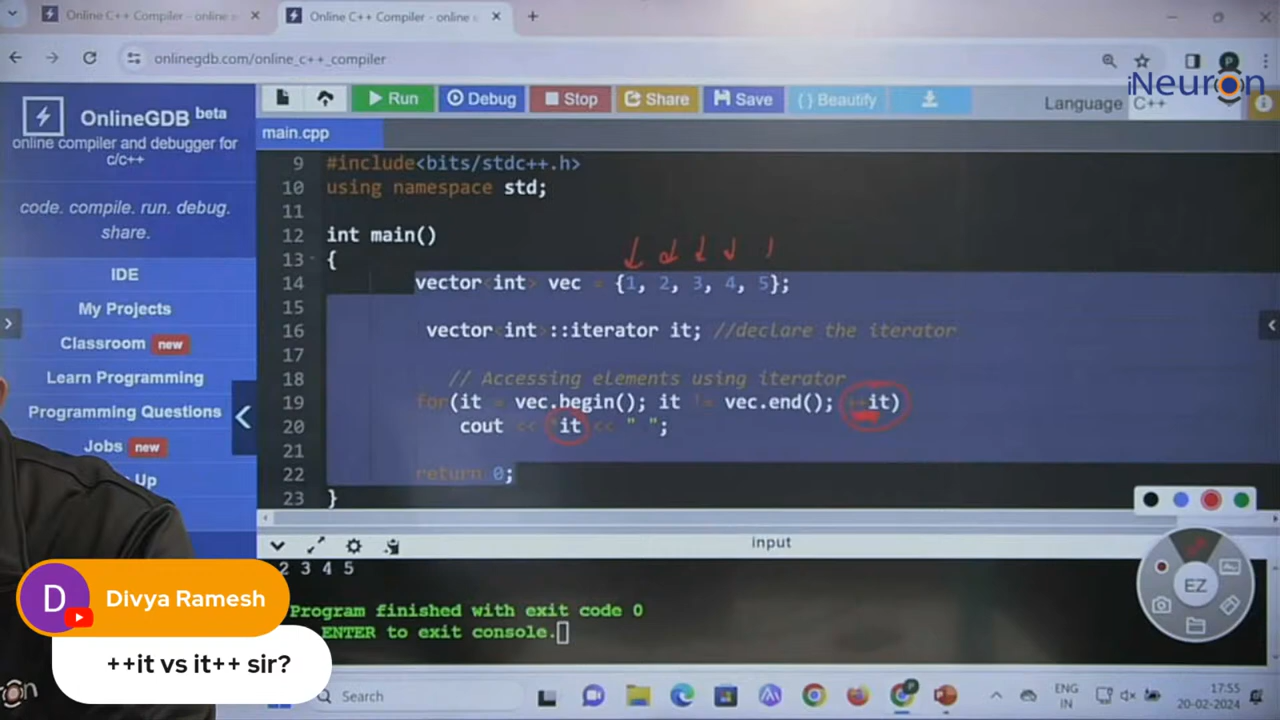 Online C++ Compiler - online
Online C++ Compiler - online
onlinegdb.com/online_c++_compiler
iNeuron
OnlineGDB beta
online compiler and debugger for
c/c++
code. compile. run. debug.
share.
IDE
My Projects
Classroom new
Learn Programming
Programming Questions
Jobs new
Up
Run
Debug
Stop
Share
Save
{ } Beautify
Language C++
main.cpp
9 #include<bits/stdc++.h>
10 using namespace std;
11
12 int main()
13 {
14 vector<int> vec = {1, 2, 3, 4, 5};
15
16 vector<int>::iterator it; //declare the iterator
17
18 // Accessing elements using iterator
19 for(it = vec.begin(); it != vec.end(); ++it)
20 cout << *it << " ";
21
22 return 0;
23 }
input
2 3 4 5
Program finished with exit code 0
ENTER to exit console.
EZ
D
Divya Ramesh
++it vs it++ sir?
Search
ENG
IN
17:55
20-02-2024